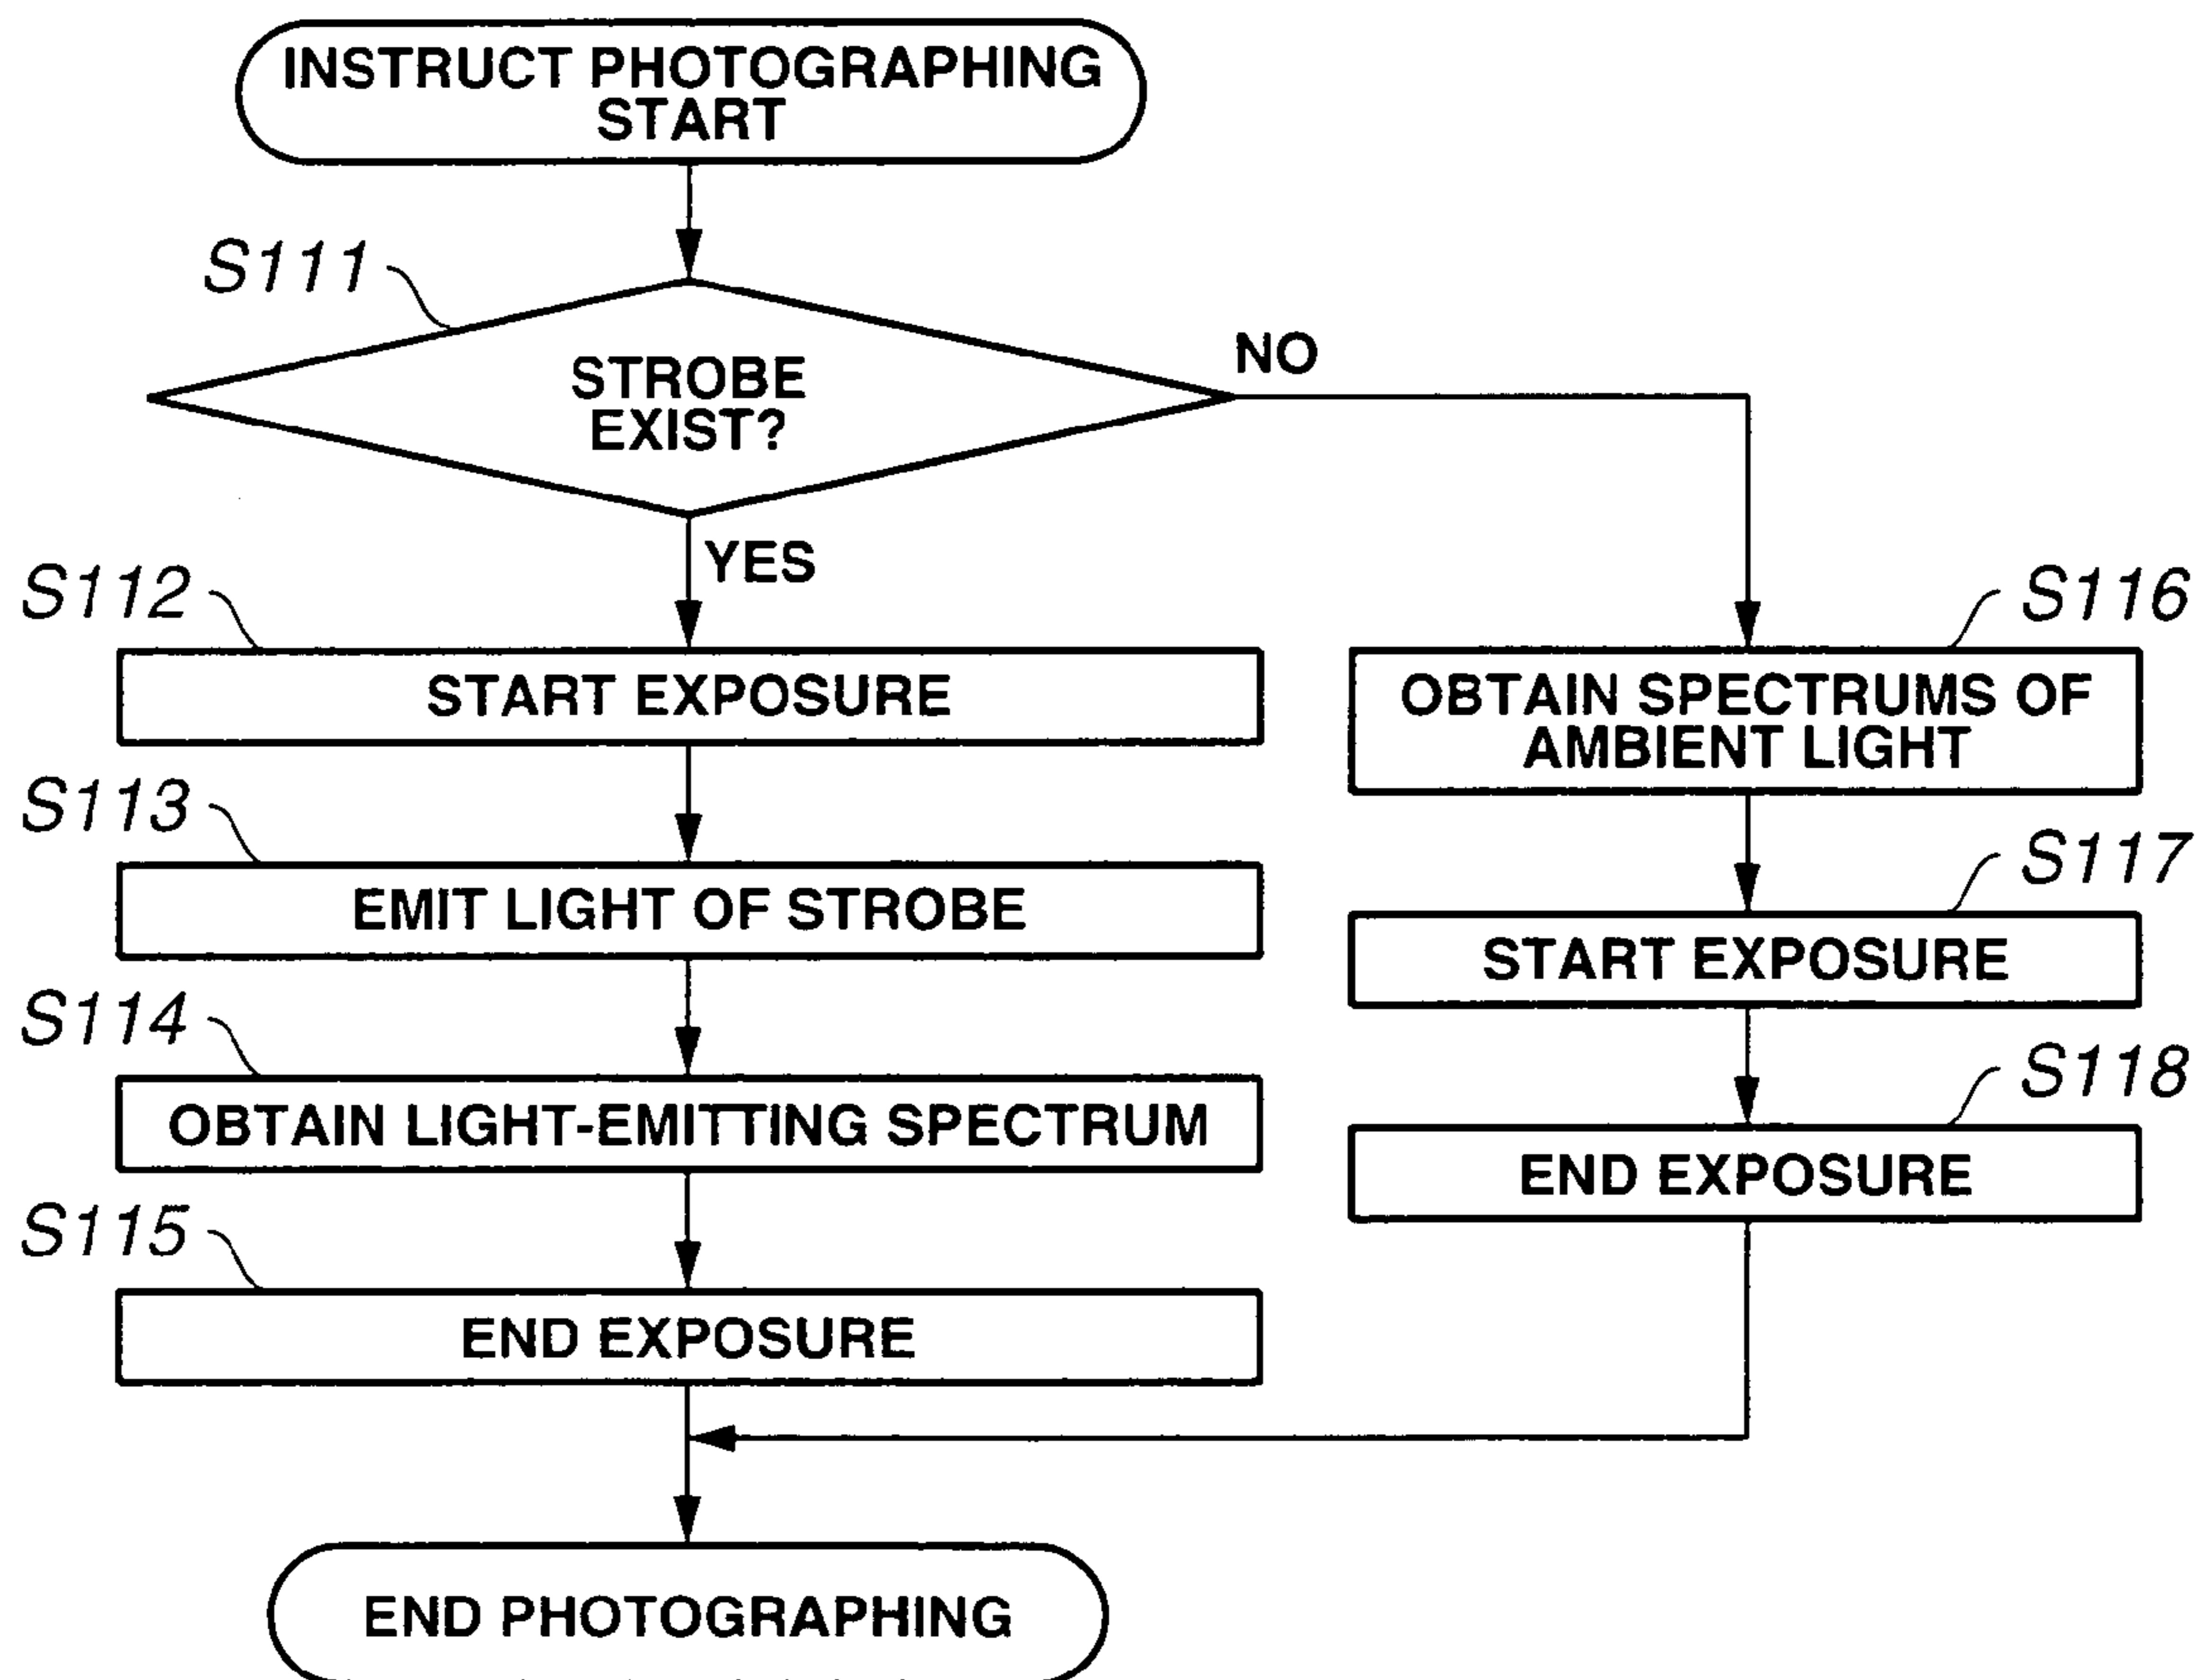 INSTRUCT PHOTOGRAPHING
START
S111
STROBE
EXIST?
NO
YES
S112
START EXPOSURE
S113
EMIT LIGHT OF STROBE
S114
OBTAIN LIGHT-EMITTING SPECTRUM
S115
END EXPOSURE
S116
OBTAIN SPECTRUMS OF
AMBIENT LIGHT
S117
START EXPOSURE
S118
END EXPOSURE
END PHOTOGRAPHING